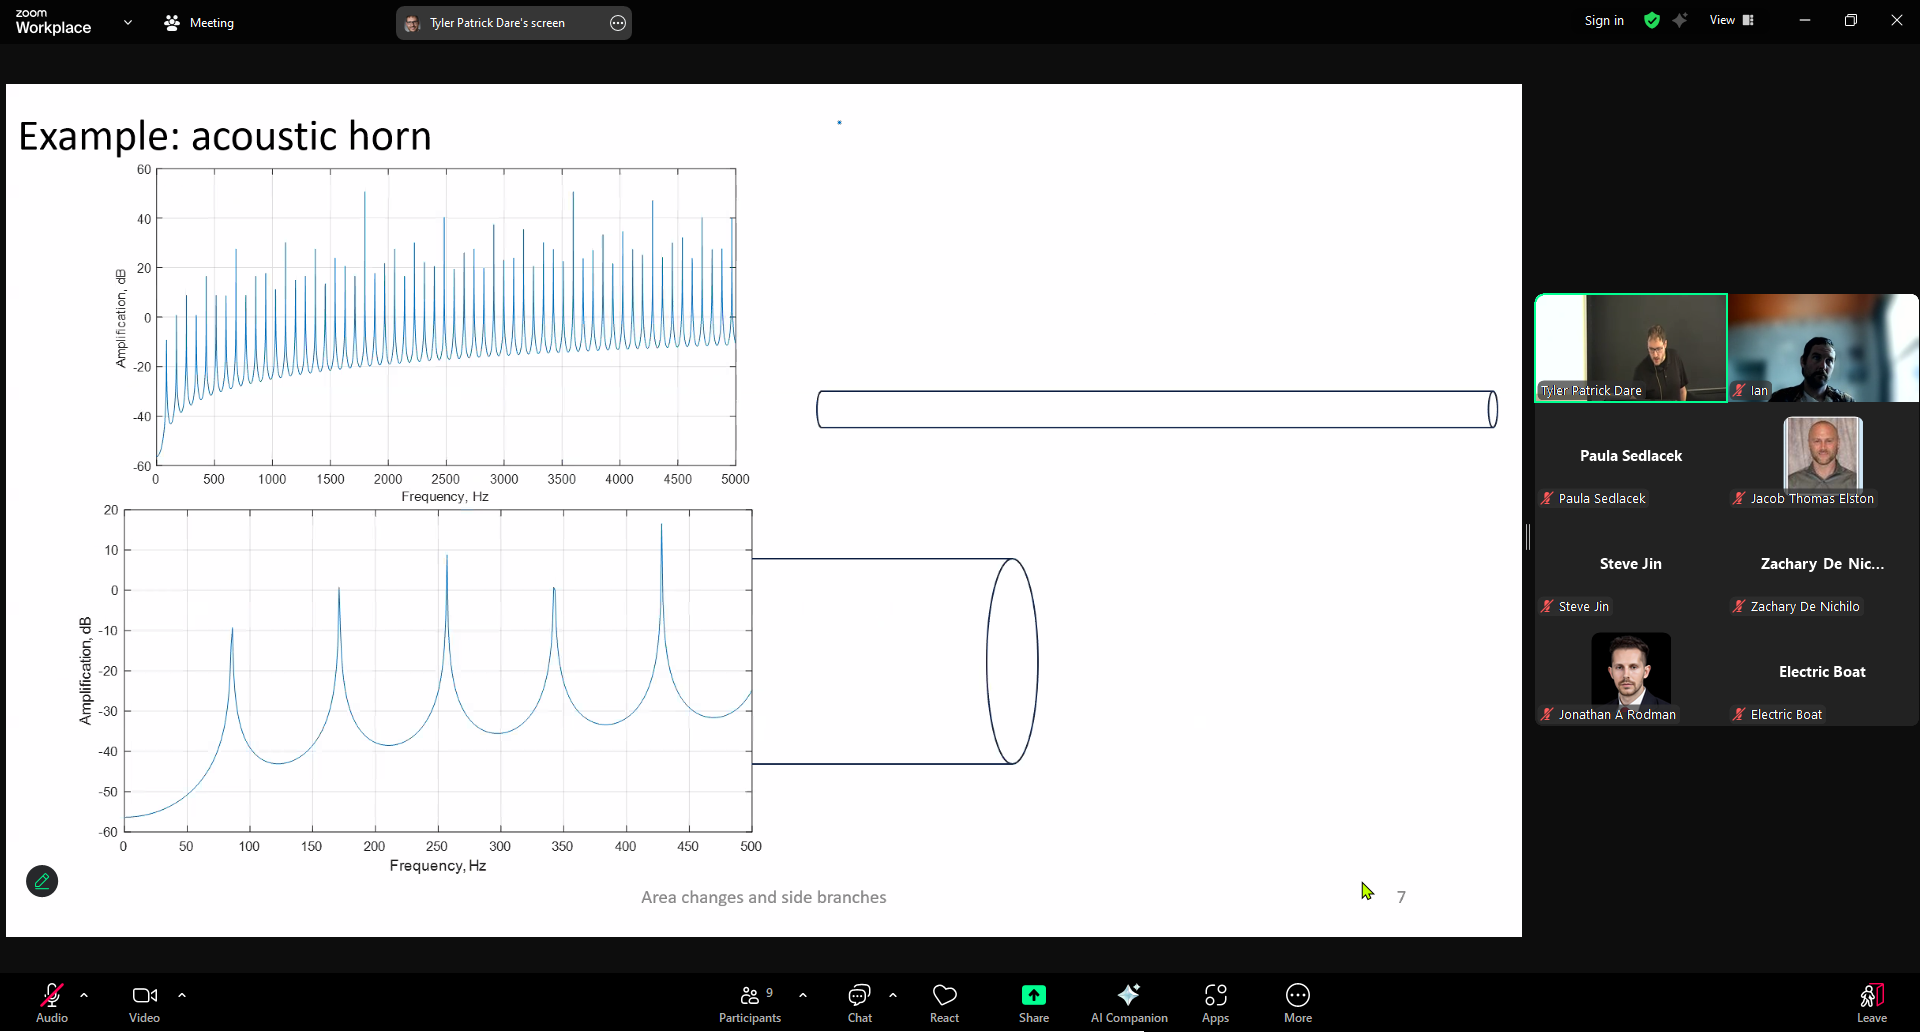 zoom
Workplace
Meeting
Tyler Patrick Dare's screen
Sign in
View
Example: acoustic horn
60
40
20
0
-20
-40
-60
Amplification, dB
0 500 1000 1500 2000 2500 3000 3500 4000 4500 5000
Frequency, Hz
20
10
0
-10
-20
-30
-40
-50
-60
Amplification, dB
0 50 100 150 200 250 300 350 400 450 500
Frequency, Hz
Area changes and side branches
7
Tyler Patrick Dare
Ian
Paula Sedlacek
Paula Sedlacek
Jacob Thomas Elston
Steve Jin
Zachary De Nic...
Steve Jin
Zachary De Nichilo
Electric Boat
Jonathan A Rodman
Electric Boat
Audio
Video
9
Participants
Chat
React
Share
AI Companion
Apps
More
Leave